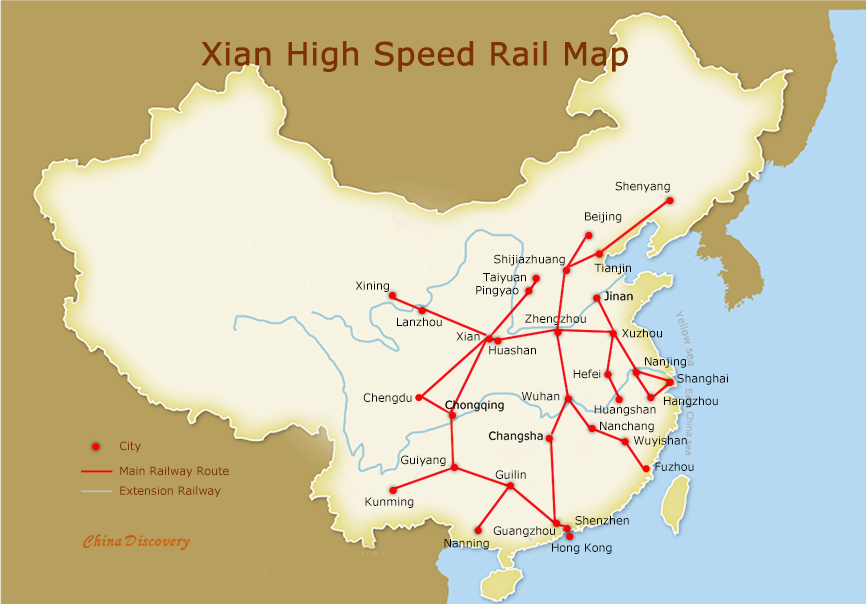 Xian High Speed Rail Map
Shenyang
Beijing
Shijiazhuang
Tianjin
Taiyuan
Pingyao
Xining
Jinan
Lanzhou
Zhengzhou
Yellow sea
Xian
Xuzhou
Huashan
Nanjing
Hefei
Shanghai
Chengdu
Chongqing
Wuhan
Huangshan
Hangzhou
East China sea
Nanchang
Changsha
Wuyishan
City
Guiyang
Fuzhou
Main Railway Route
Guilin
Extension Railway
Kunming
Shenzhen
Guangzhou
China Discovery
Nanning
Hong Kong